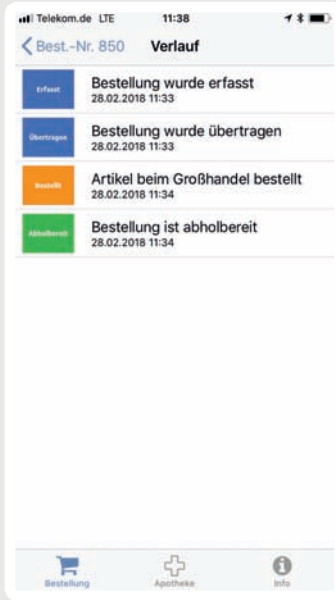 Telekom.de LTE 11:38
Best.-Nr. 850 Verlauf
Erfasst
Bestellung wurde erfasst
28.02.2018 11:33
Übertragen
Bestellung wurde übertragen
28.02.2018 11:33
Bestellt
Artikel beim Großhandel bestellt
28.02.2018 11:34
Abholbereit
Bestellung ist abholbereit
28.02.2018 11:34
Bestellung Apotheke Info